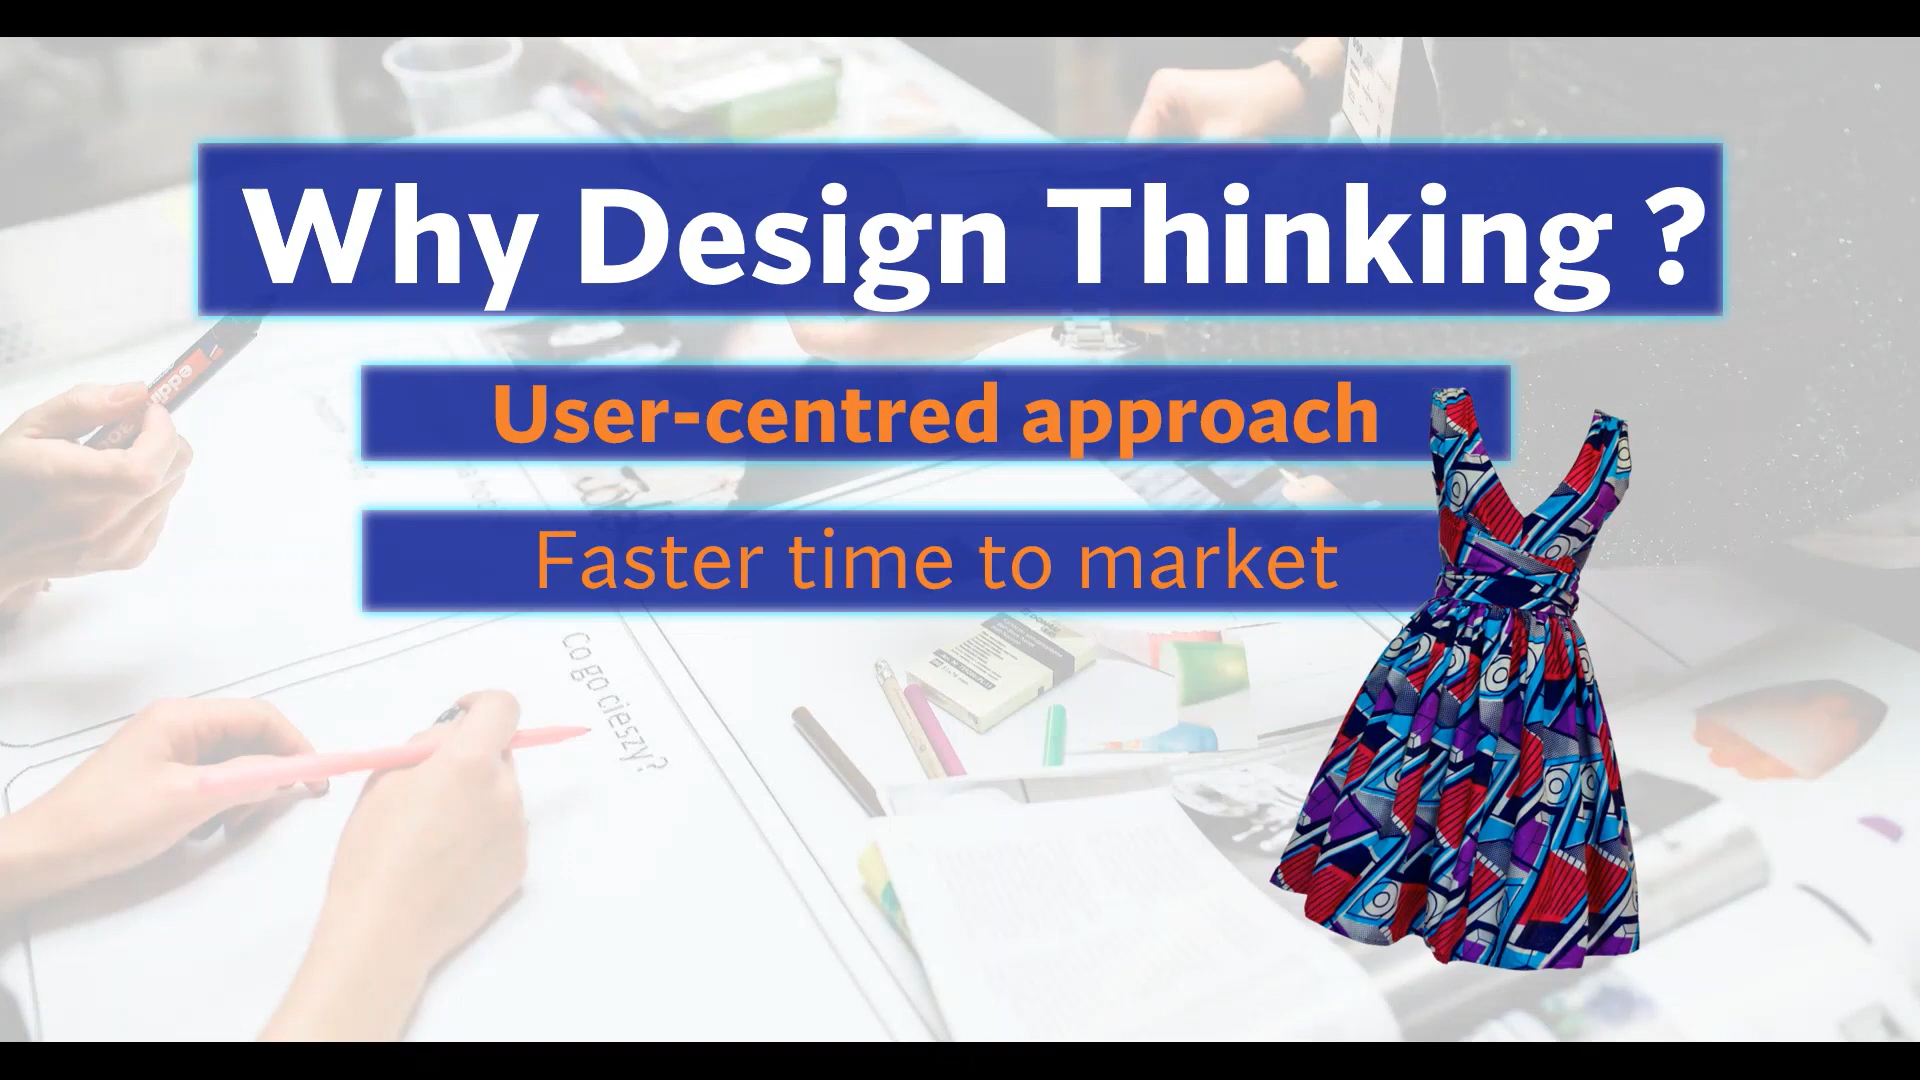 Why Design Thinking ?
User-centred approach
Faster time to market
Co go cieszy?